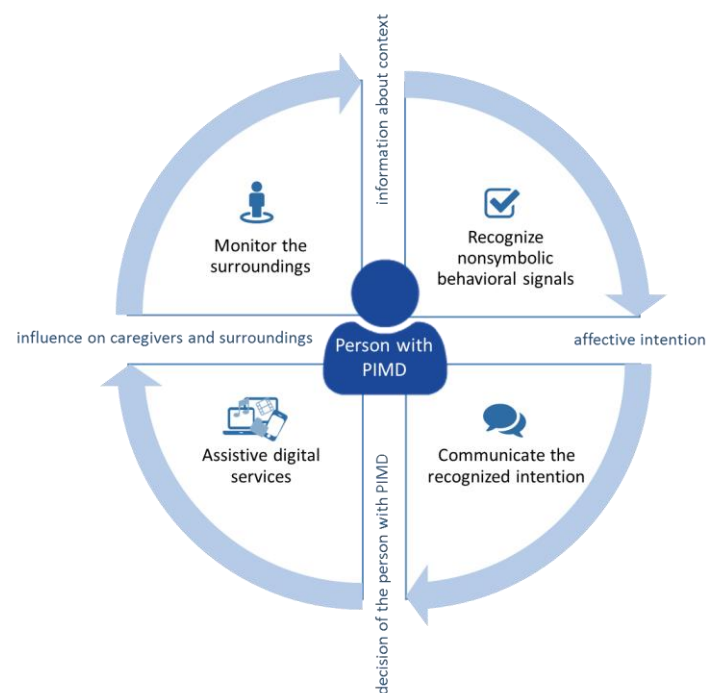 information about context
Monitor the
surroundings
Recognize
nonsymbolic
behavioral signals
influence on caregivers and surroundings
Person with
PIMD
affective intention
Assistive digital
services
Communicate the
recognized intention
decision of the person with PIMD